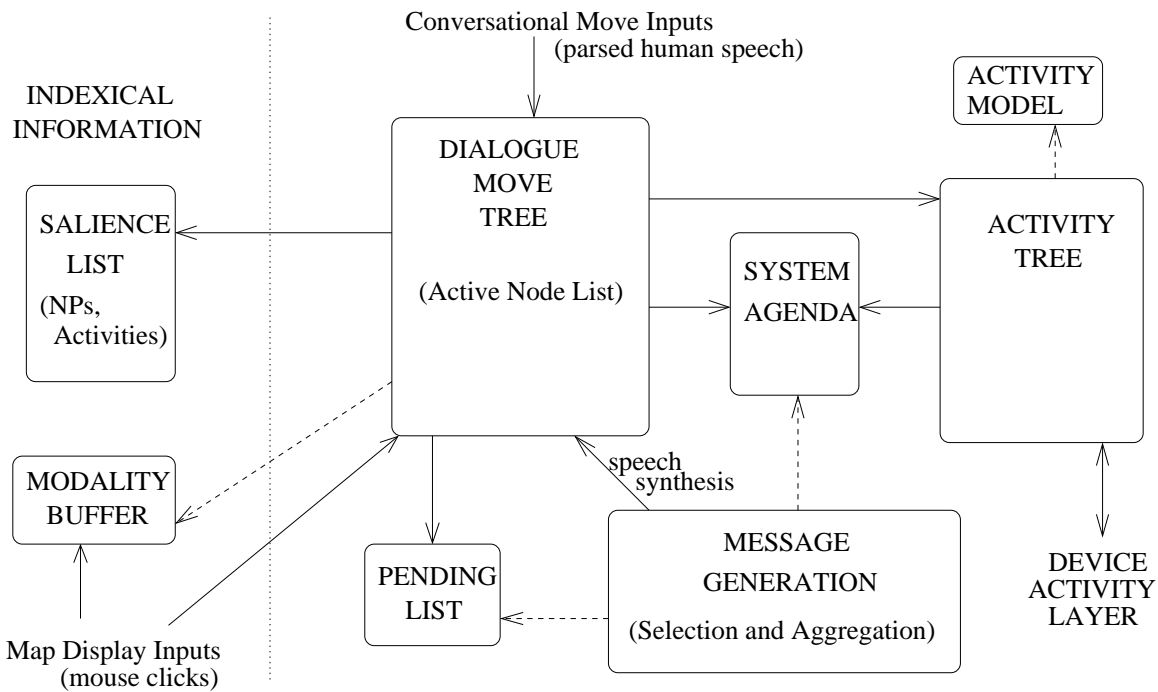 Conversational Move Inputs
(parsed human speech)
INDEXICAL
INFORMATION
ACTIVITY
MODEL
DIALOGUE
MOVE
TREE
(Active Node List)
SALIENCE
LIST
(NPs,
Activities)
SYSTEM
AGENDA
ACTIVITY
TREE
MODALITY
BUFFER
speech
synthesis
PENDING
LIST
MESSAGE
GENERATION
(Selection and Aggregation)
DEVICE
ACTIVITY
LAYER
Map Display Inputs
(mouse clicks)